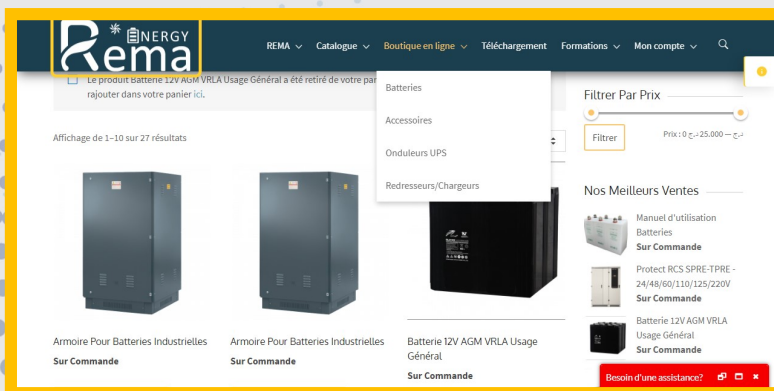 ÉNERGY
Rema
REMA
Catalogue
Boutique en ligne
Téléchargement
Formations
Mon compte
Le produit Batterie 12V AGM VRLA Usage Général a été retiré de votre par
rajouter dans votre panier ici.
Batteries
Accessoires
Onduleurs UPS
Redresseurs/Chargeurs
Affichage de 1–10 sur 27 résultats
Armoire Pour Batteries Industrielles
Sur Commande
Armoire Pour Batteries Industrielles
Sur Commande
Batterie 12V AGM VRLA Usage
Général
Sur Commande
Filtrer Par Prix
Filtrer
Prix : 0 د.ج — 25.000 د.ج
Nos Meilleurs Ventes
Manuel d'utilisation
Batteries
Sur Commande
Protect RCS SPRE-TPRE -
24/48/60/110/125/220V
Sur Commande
Batterie 12V AGM VRLA
Usage Général
Sur Commande
Besoin d'une assistance?